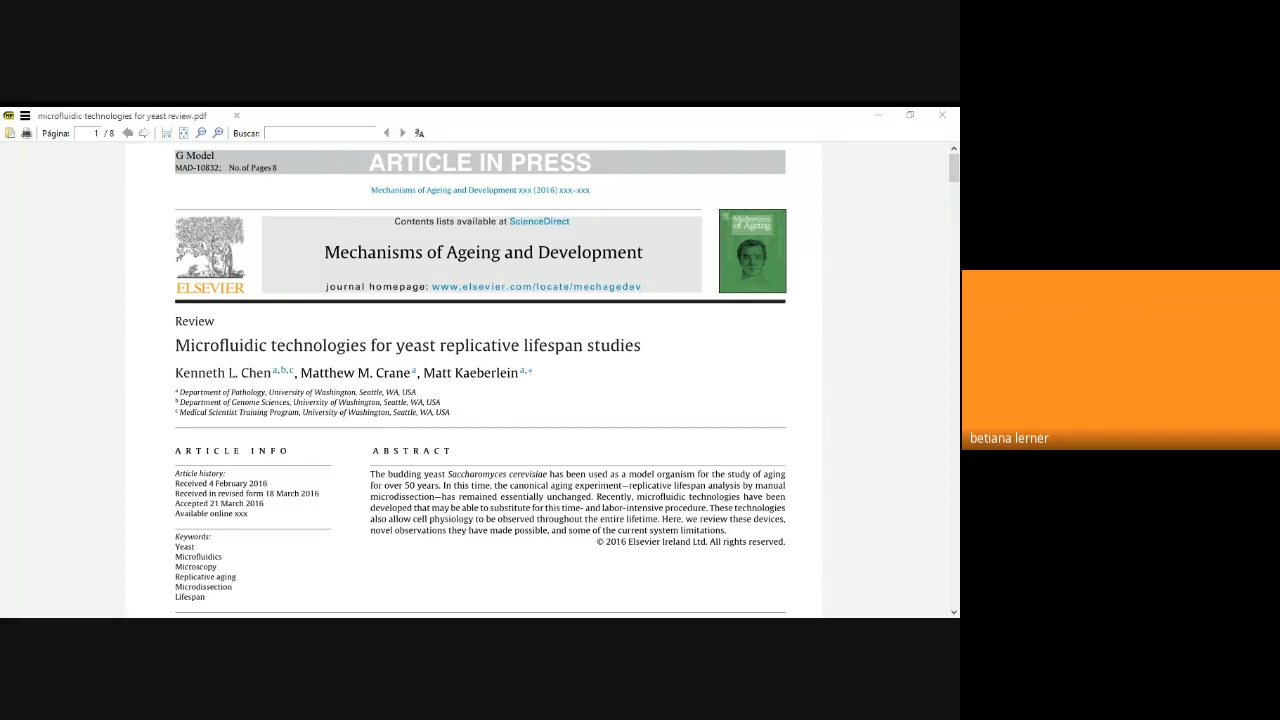 microfluidic technologies for yeast review.pdf
Página: 1 / 8 Buscar:
G Model
MAD-10832; No. of Pages 8
ARTICLE IN PRESS
Mechanisms of Ageing and Development xxx (2016) xxx–xxx
Contents lists available at ScienceDirect
Mechanisms of Ageing and Development
journal homepage: www.elsevier.com/locate/mechagedev
ELSEVIER
Mechanisms
of Ageing
Review
Microfluidic technologies for yeast replicative lifespan studies
Kenneth L. Chen a,b,c, Matthew M. Crane a, Matt Kaeberlein a,*
a Department of Pathology, University of Washington, Seattle, WA, USA
b Department of Genome Sciences, University of Washington, Seattle, WA, USA
c Medical Scientist Training Program, University of Washington, Seattle, WA, USA
ARTICLE INFO
Article history:
Received 4 February 2016
Received in revised form 18 March 2016
Accepted 21 March 2016
Available online xxx
Keywords:
Yeast
Microfluidics
Microscopy
Replicative aging
Microdissection
Lifespan
ABSTRACT
The budding yeast Saccharomyces cerevisiae has been used as a model organism for the study of aging
for over 50 years. In this time, the canonical aging experiment—replicative lifespan analysis by manual
microdissection—has remained essentially unchanged. Recently, microfluidic technologies have been
developed that may be able to substitute for this time- and labor-intensive procedure. These technologies
also allow cell physiology to be observed throughout the entire lifetime. Here, we review these devices,
novel observations they have made possible, and some of the current system limitations.
© 2016 Elsevier Ireland Ltd. All rights reserved.
betiana lerner